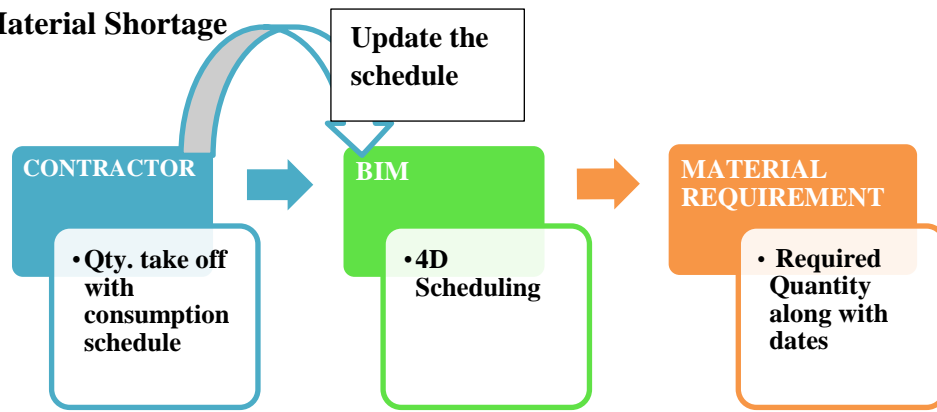 Material Shortage
Update the
schedule
CONTRACTOR
• Qty. take off
with
consumption
schedule
BIM
• 4D
Scheduling
MATERIAL
REQUIREMENT
• Required
Quantity
along with
dates